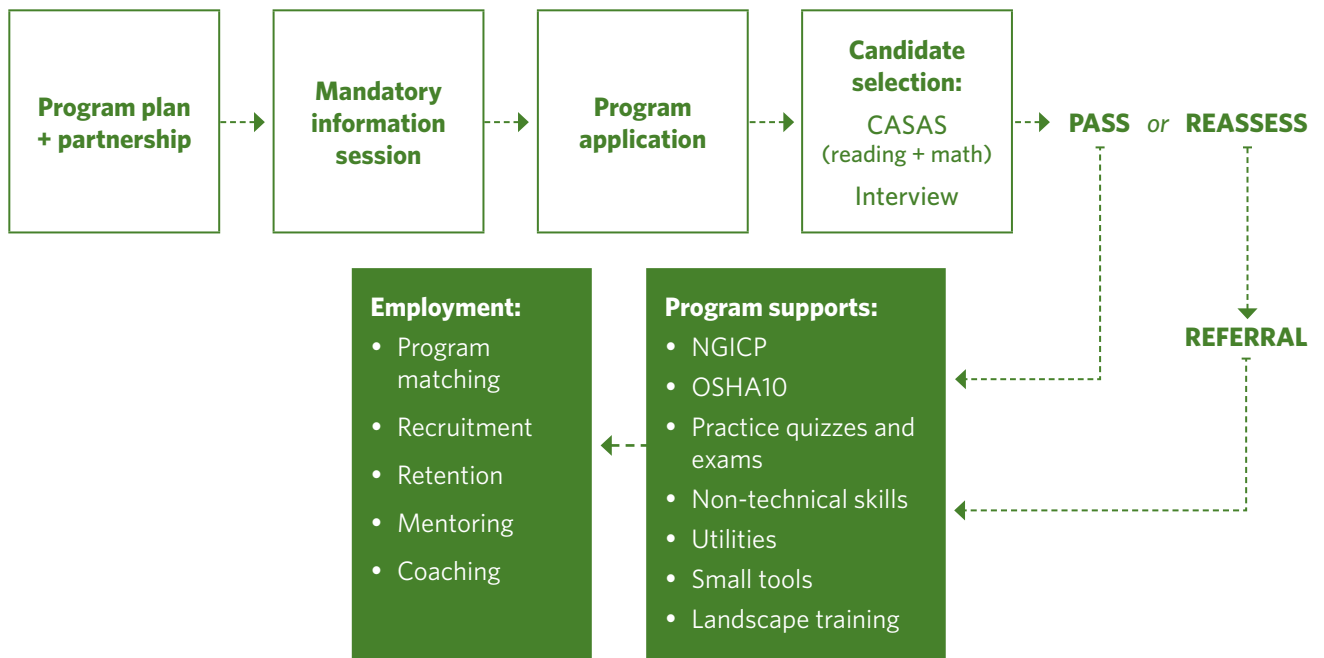 Program plan
+ partnership
Mandatory
information
session
Program
application
Candidate
selection:
CASAS
(reading + math)
Interview
PASS or REASSESS
REFERRAL
Employment:
• Program
matching
• Recruitment
• Retention
• Mentoring
• Coaching
Program supports:
• NGICP
• OSHA10
• Practice quizzes and
exams
• Non-technical skills
• Utilities
• Small tools
• Landscape training